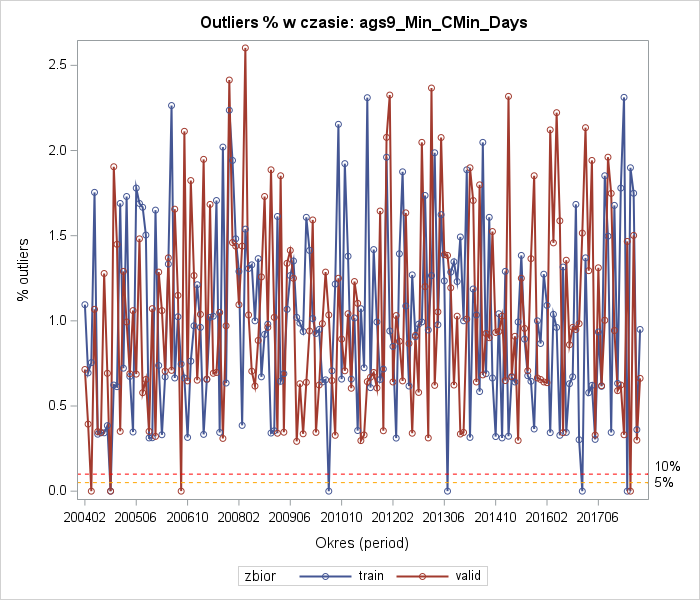 Outliers % w czasie: ags9_Min_CMin_Days
% outliers
2.5
2.0
1.5
1.0
0.5
0.0
10%
5%
200402 200506 200610 200802 200906 201010 201202 201306 201410 201602 201706
Okres (period)
zbior train valid